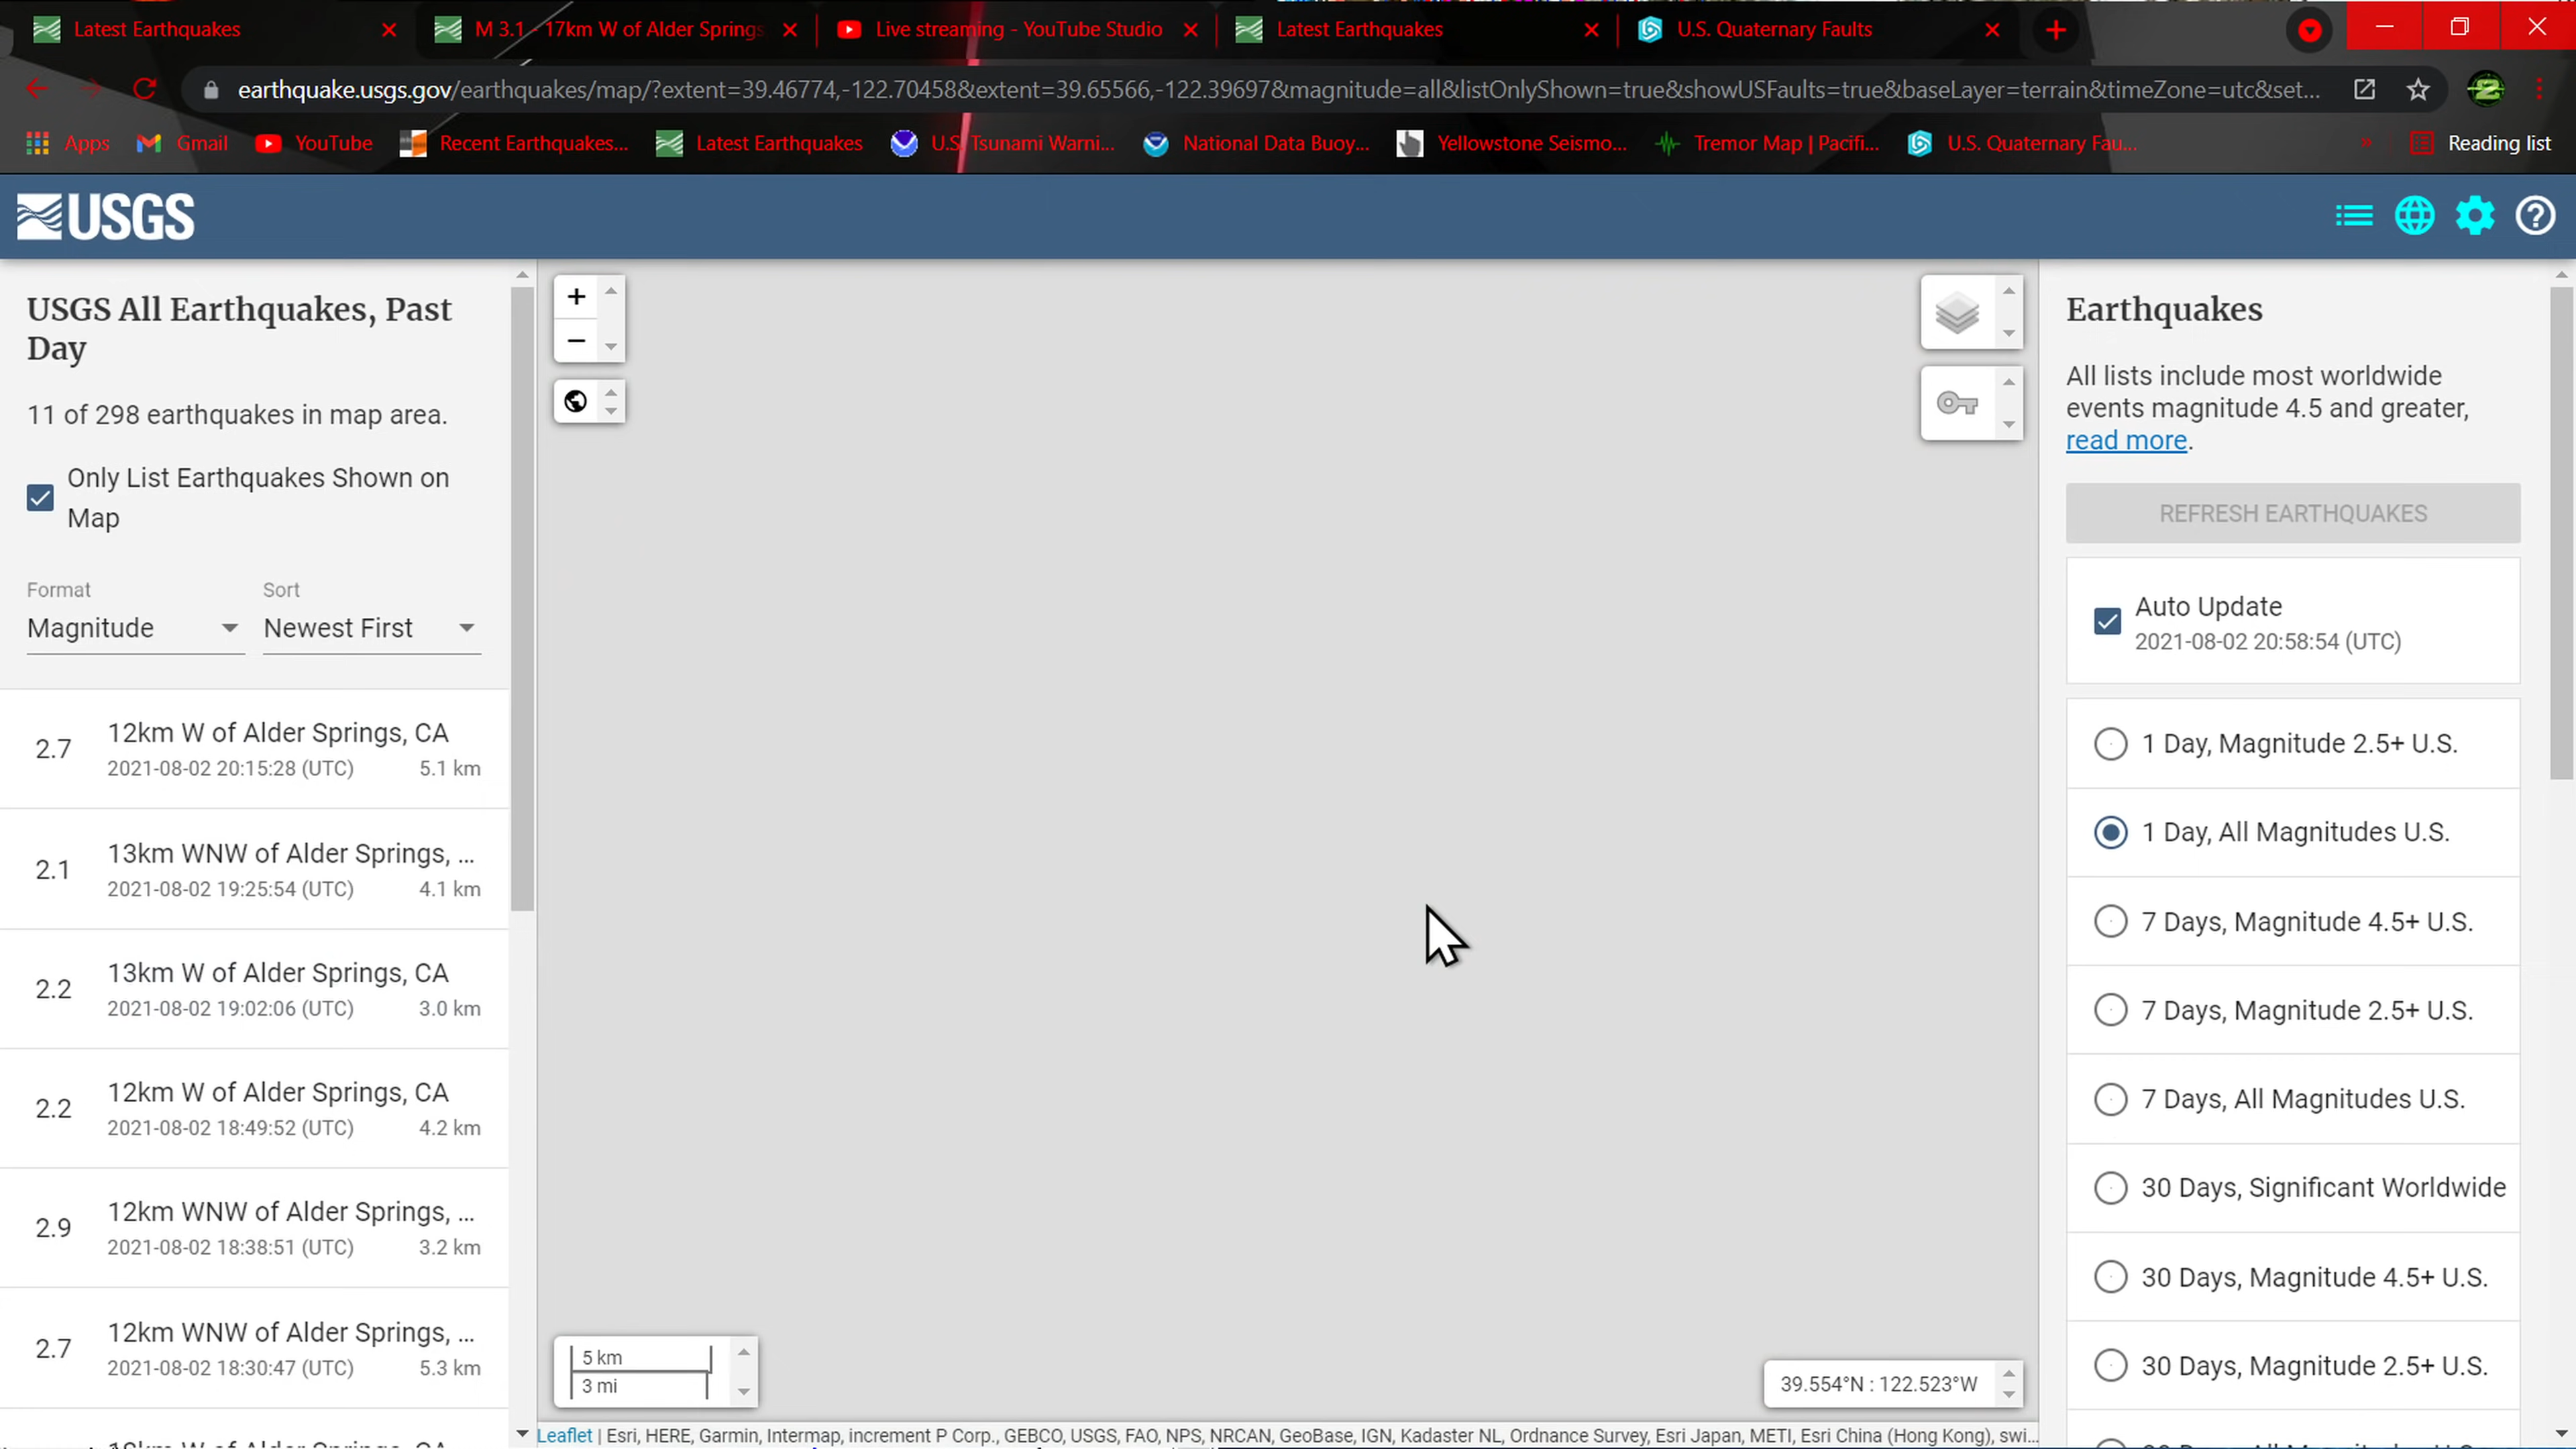 Latest Earthquakes
M 3.1 - 17km W of Alder Springs
Live streaming - YouTube Studio
Latest Earthquakes
U.S. Quaternary Faults
earthquake.usgs.gov/earthquakes/map/?extent=39.46774,-122.70458&extent=39.65566,-122.39697&magnitude=all&listOnlyShown=true&showUSFaults=true&baseLayer=terrain&timeZone=utc&set...
Apps
Gmail
YouTube
Recent Earthquakes...
Latest Earthquakes
U.S. Tsunami Warni...
National Data Buoy...
Yellowstone Seismo...
Tremor Map | Pacifi...
U.S. Quaternary Fau...
»
Reading list
USGS
USGS All Earthquakes, Past
Day
11 of 298 earthquakes in map area.
Only List Earthquakes Shown on
Map
Format
Magnitude
Sort
Newest First
2.7
12km W of Alder Springs, CA
2021-08-02 20:15:28 (UTC) 5.1 km
2.1
13km WNW of Alder Springs, ...
2021-08-02 19:25:54 (UTC) 4.1 km
2.2
13km W of Alder Springs, CA
2021-08-02 19:02:06 (UTC) 3.0 km
2.2
12km W of Alder Springs, CA
2021-08-02 18:49:52 (UTC) 4.2 km
2.9
12km WNW of Alder Springs, ...
2021-08-02 18:38:51 (UTC) 3.2 km
2.7
12km WNW of Alder Springs, ...
2021-08-02 18:30:47 (UTC) 5.3 km
+
−
5 km
3 mi
39.554°N : 122.523°W
Leaflet | Esri, HERE, Garmin, Intermap, increment P Corp., GEBCO, USGS, FAO, NPS, NRCAN, GeoBase, IGN, Kadaster NL, Ordnance Survey, Esri Japan, METI, Esri China (Hong Kong), swi...
Earthquakes
All lists include most worldwide
events magnitude 4.5 and greater,
read more.
REFRESH EARTHQUAKES
Auto Update
2021-08-02 20:58:54 (UTC)
1 Day, Magnitude 2.5+ U.S.
1 Day, All Magnitudes U.S.
7 Days, Magnitude 4.5+ U.S.
7 Days, Magnitude 2.5+ U.S.
7 Days, All Magnitudes U.S.
30 Days, Significant Worldwide
30 Days, Magnitude 4.5+ U.S.
30 Days, Magnitude 2.5+ U.S.